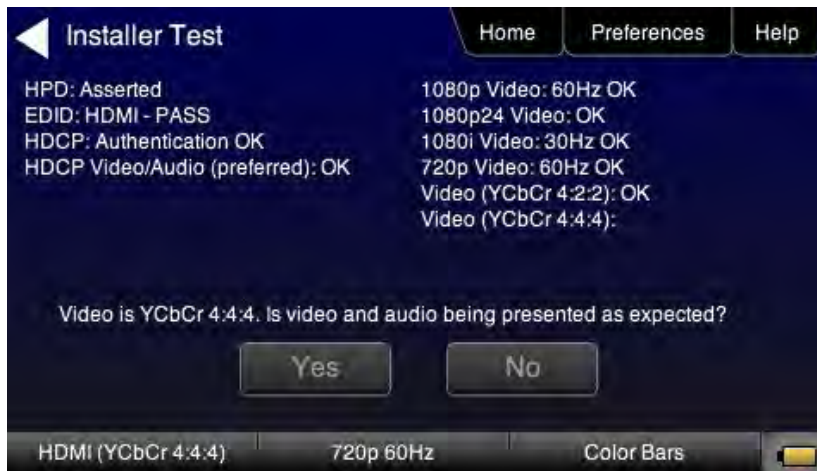 Installer Test
Home
Preferences
Help
HPD: Asserted
EDID: HDMI - PASS
HDCP: Authentication OK
HDCP Video/Audio (preferred): OK
1080p Video: 60Hz OK
1080p24 Video: OK
1080i Video: 30Hz OK
720p Video: 60Hz OK
Video (YCbCr 4:2:2): OK
Video (YCbCr 4:4:4):
Video is YCbCr 4:4:4. Is video and audio being presented as expected?
Yes
No
HDMI (YCbCr 4:4:4)
720p 60Hz
Color Bars